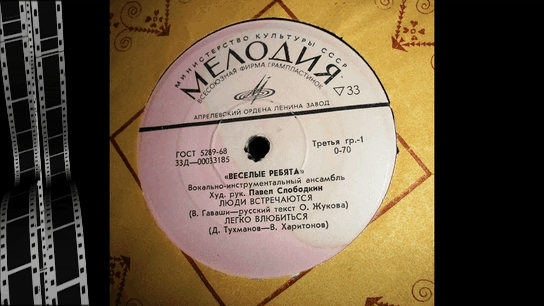 МИНИСТЕРСТВО КУЛЬТУРЫ СССР
МЕЛОДИЯ
ВСЕСОЮЗНАЯ ФИРМА ГРАМПЛАСТИНОК
▽33
АПРЕЛЕВСКИЙ ОРДЕНА ЛЕНИНА ЗАВОД
ГОСТ 5289-68
33Д-00033185
Третья гр.-1
0-70
«ВЕСЕЛЫЕ РЕБЯТА»
Вокально-инструментальный ансамбль
Худ. рук. Павел Слободкин
ЛЮДИ ВСТРЕЧАЮТСЯ
(В. Гаваши—русский текст О. Жукова)
ЛЕГКО ВЛЮБИТЬСЯ
(Д. Тухманов—В. Харитонов)